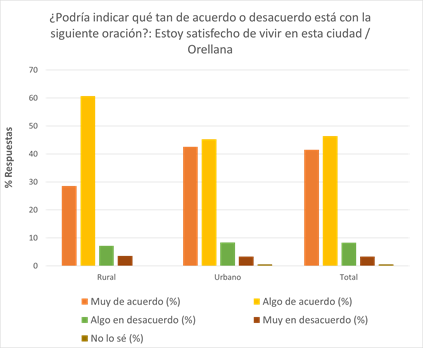 ¿Podría indicar qué tan de acuerdo o desacuerdo está con la
siguiente oración?: Estoy satisfecho de vivir en esta ciudad /
Orellana
% Respuestas
70
60
50
40
30
20
10
0
Rural Urbano Total
Muy de acuerdo (%) Algo de acuerdo (%)
Algo en desacuerdo (%) Muy en desacuerdo (%)
No lo sé (%)